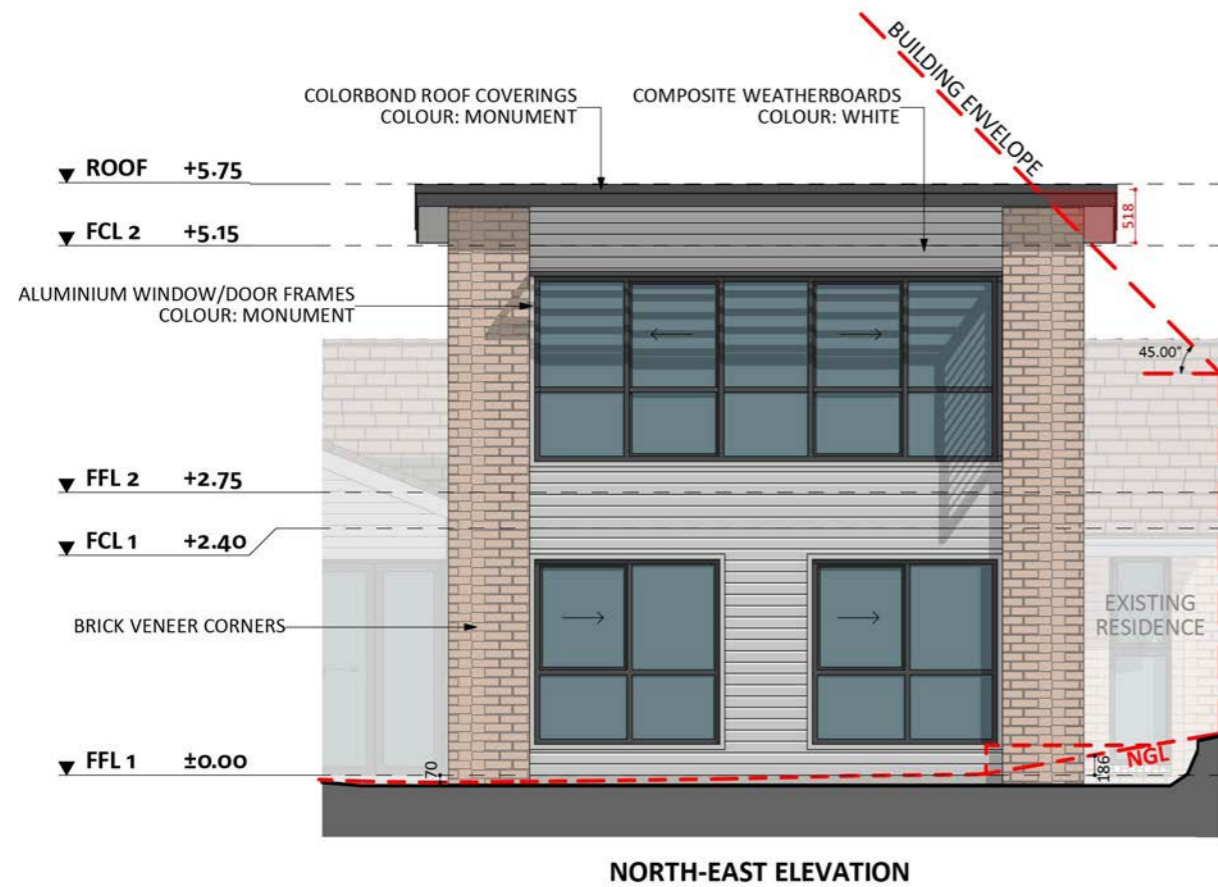 BUILDING ENVELOPE
COLORBOND ROOF COVERINGS
COLOUR: MONUMENT
COMPOSITE WEATHERBOARDS
COLOUR: WHITE
ROOF +5.75
518
FCL 2 +5.15
ALUMINIUM WINDOW/DOOR FRAMES
COLOUR: MONUMENT
45.00°
FFL 2 +2.75
FCL 1 +2.40
BRICK VENEER CORNERS
EXISTING
RESIDENCE
FFL 1 ±0.00
70
186
NGL
NORTH-EAST ELEVATION